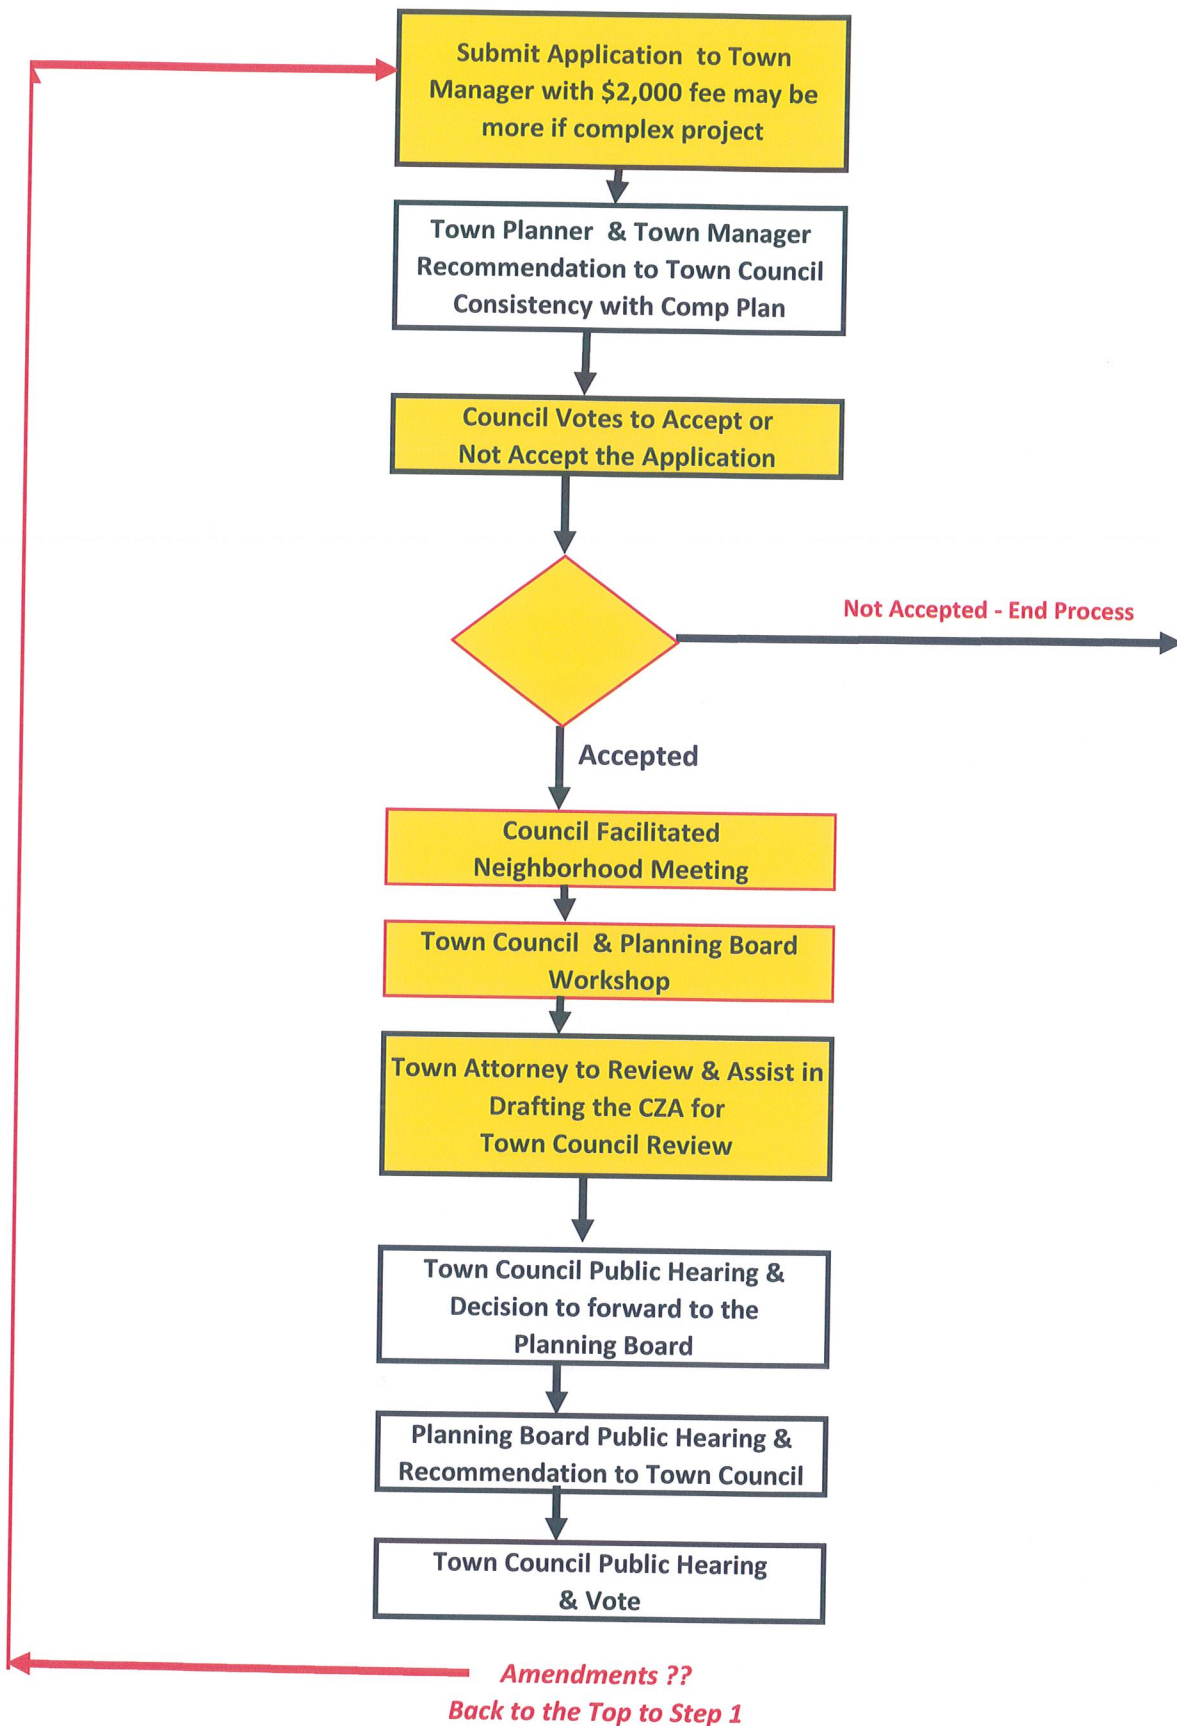 Submit Application to Town
Manager with $2,000 fee may be
more if complex project
Town Planner & Town Manager
Recommendation to Town Council
Consistency with Comp Plan
Council Votes to Accept or
Not Accept the Application
Not Accepted - End Process
Accepted
Council Facilitated
Neighborhood Meeting
Town Council & Planning Board
Workshop
Town Attorney to Review & Assist in
Drafting the CZA for
Town Council Review
Town Council Public Hearing &
Decision to forward to the
Planning Board
Planning Board Public Hearing &
Recommendation to Town Council
Town Council Public Hearing
& Vote
Amendments ??
Back to the Top to Step 1